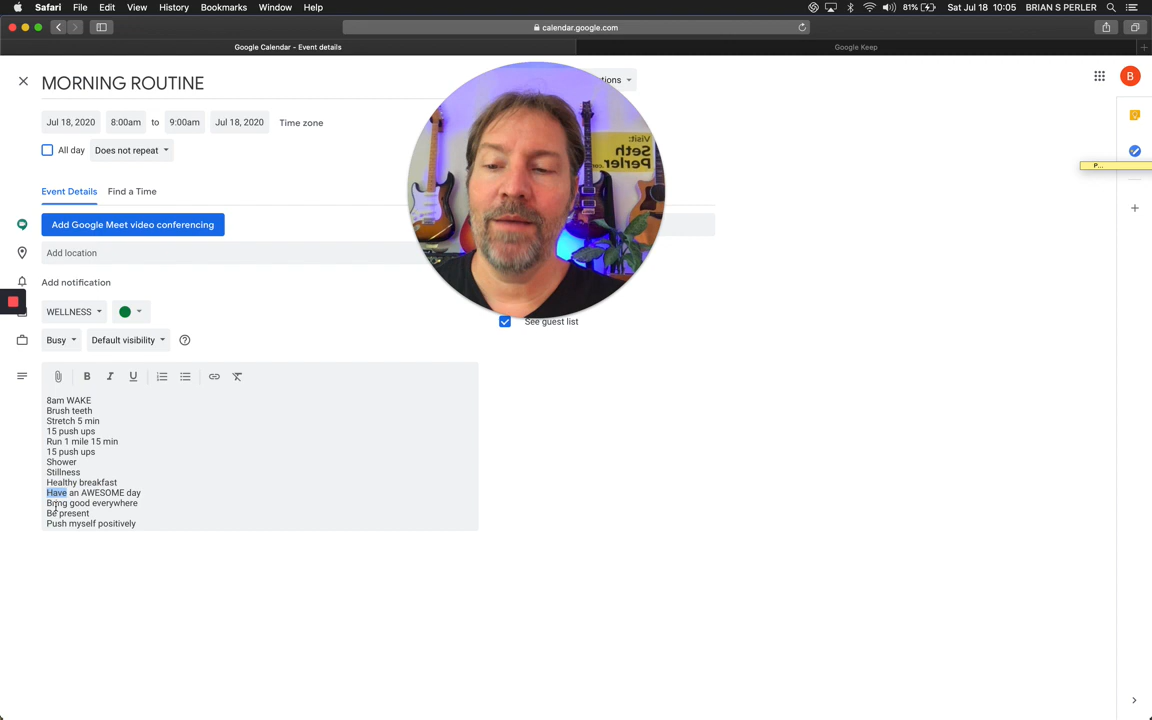 Safari File Edit View History Bookmarks Window Help 81% Sat Jul 18 10:05 BRIAN S PERLER
calendar.google.com
Google Calendar - Event details Google Keep
MORNING ROUTINE
tions
B
Jul 18, 2020 8:00am to 9:00am Jul 18, 2020 Time zone
All day Does not repeat
Visit:
Seth
Perler
.com
P...
Event Details Find a Time
Add Google Meet video conferencing
Add location
Add notification
WELLNESS
See guest list
Busy Default visibility
B I U
8am WAKE
Brush teeth
Stretch 5 min
15 push ups
Run 1 mile 15 min
15 push ups
Shower
Stillness
Healthy breakfast
Have an AWESOME day
Bring good everywhere
Be present
Push myself positively